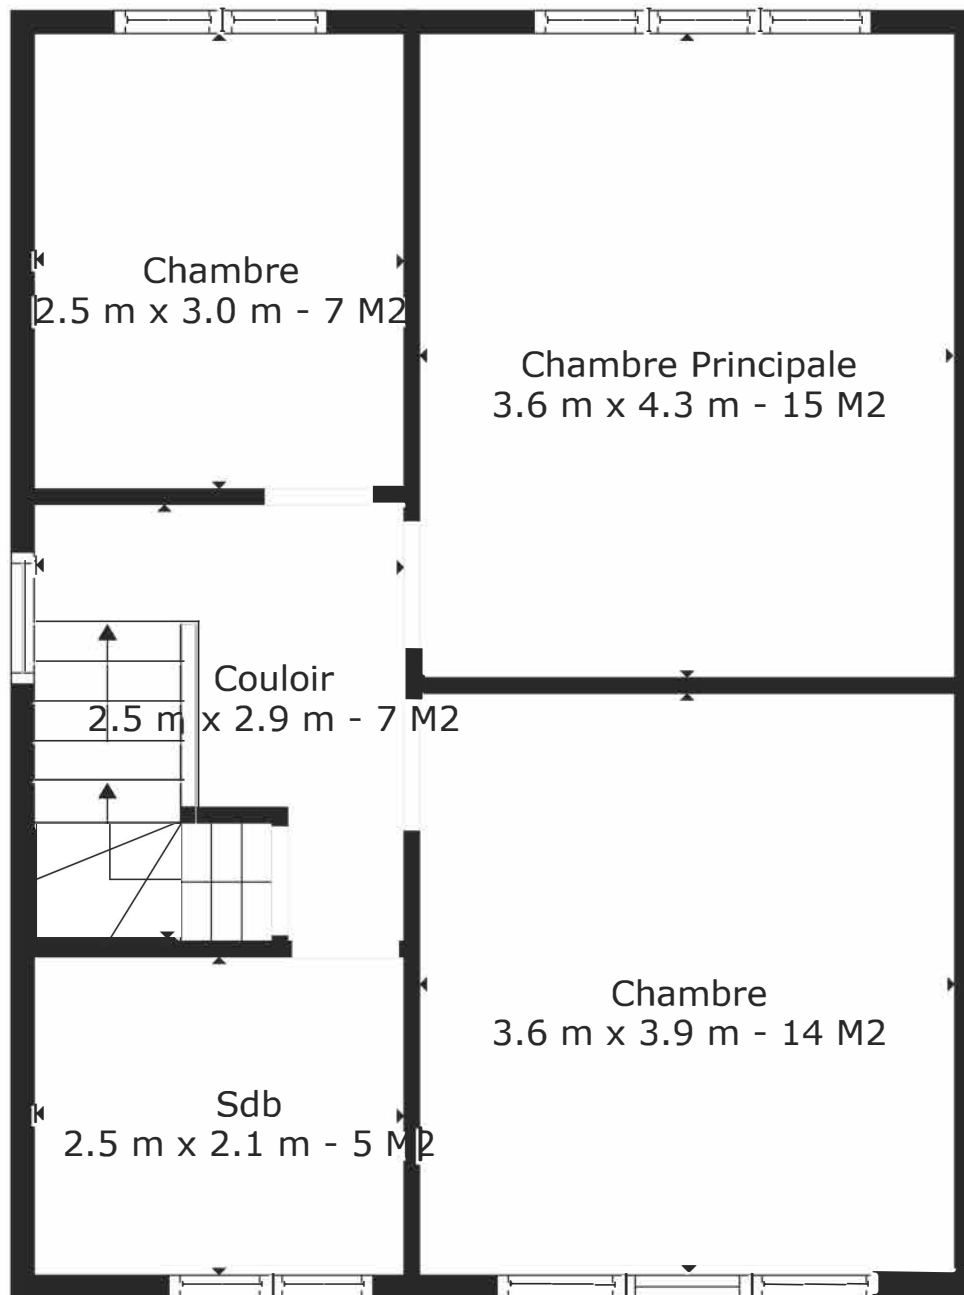 Chambre
2.5 m x 3.0 m - 7 M2
Chambre Principale
3.6 m x 4.3 m - 15 M2
Couloir
2.5 m x 2.9 m - 7 M2
Chambre
3.6 m x 3.9 m - 14 M2
Sdb
2.5 m x 2.1 m - 5 M2